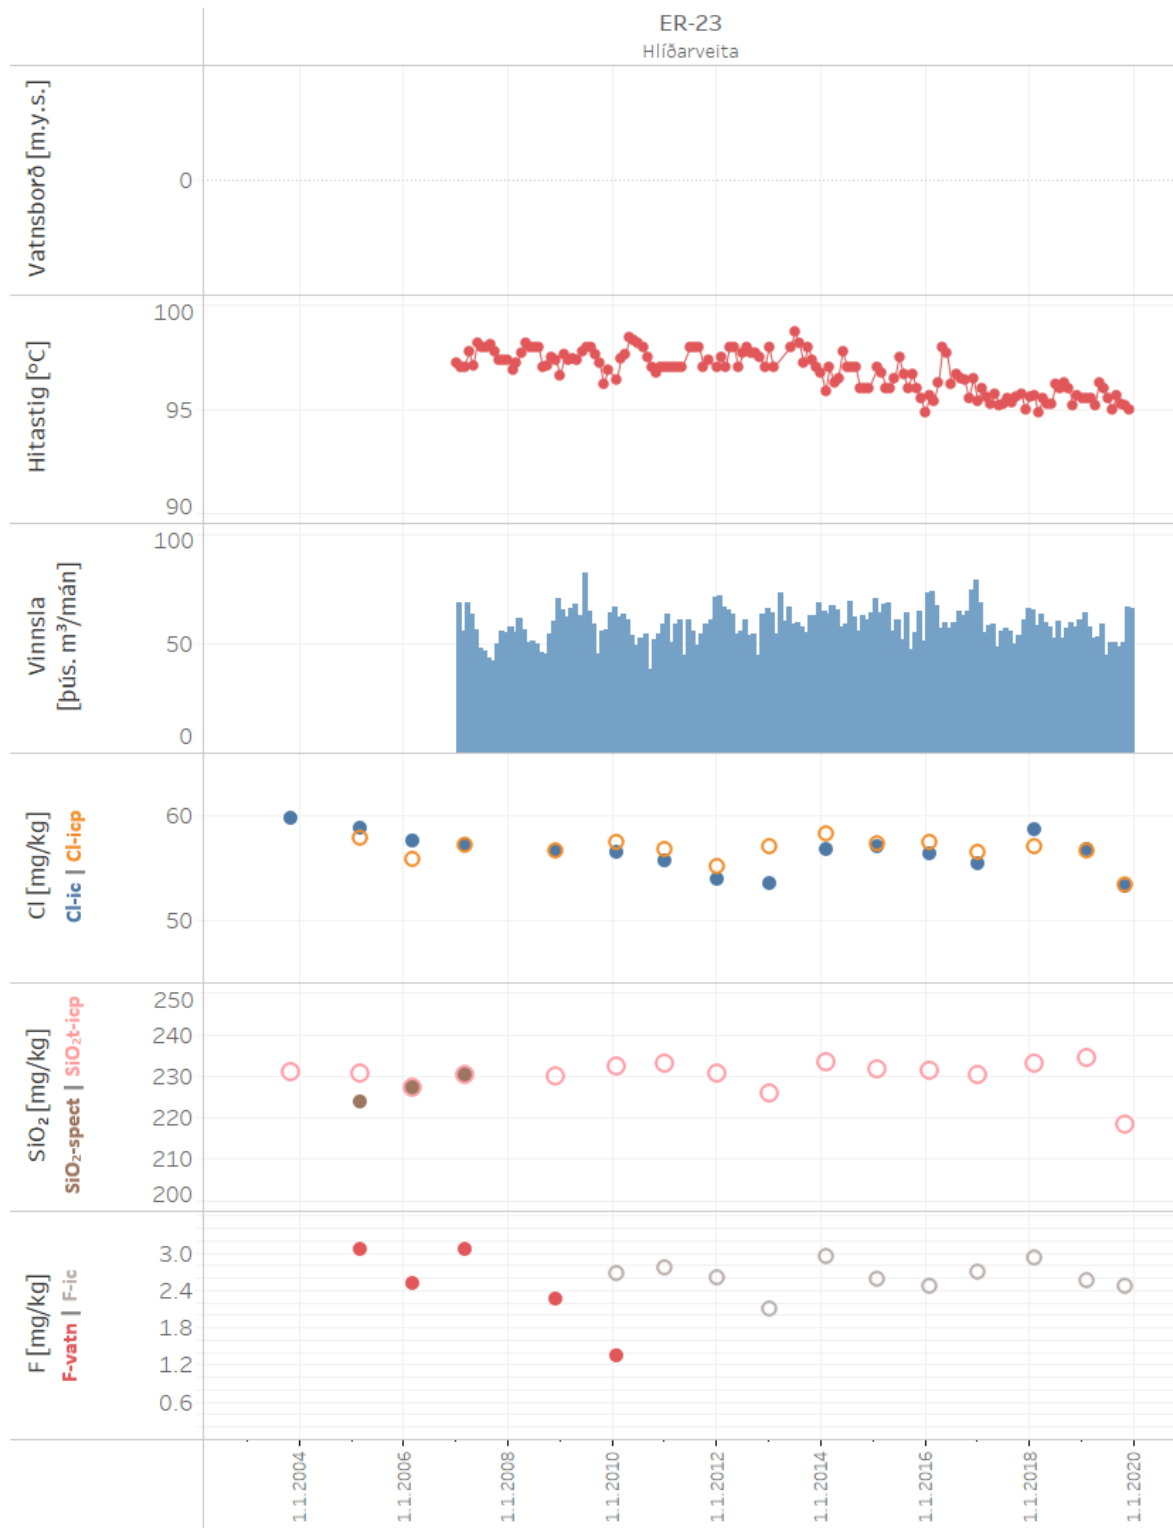 ER-23
Hlíðarveita
Vatnsborð [m.y.s.]
0
Hitastig [°C]
100
95
90
Vinnsla
[þús. m³/mán]
100
50
0
Cl [mg/kg]
Cl-ic | Cl-icp
60
50
SiO₂ [mg/kg]
SiO₂-spect | SiO₂t-icp
250
240
230
220
210
200
F [mg/kg]
F-vatn | F-ic
3.0
2.4
1.8
1.2
0.6
1.1.2004
1.1.2006
1.1.2008
1.1.2010
1.1.2012
1.1.2014
1.1.2016
1.1.2018
1.1.2020